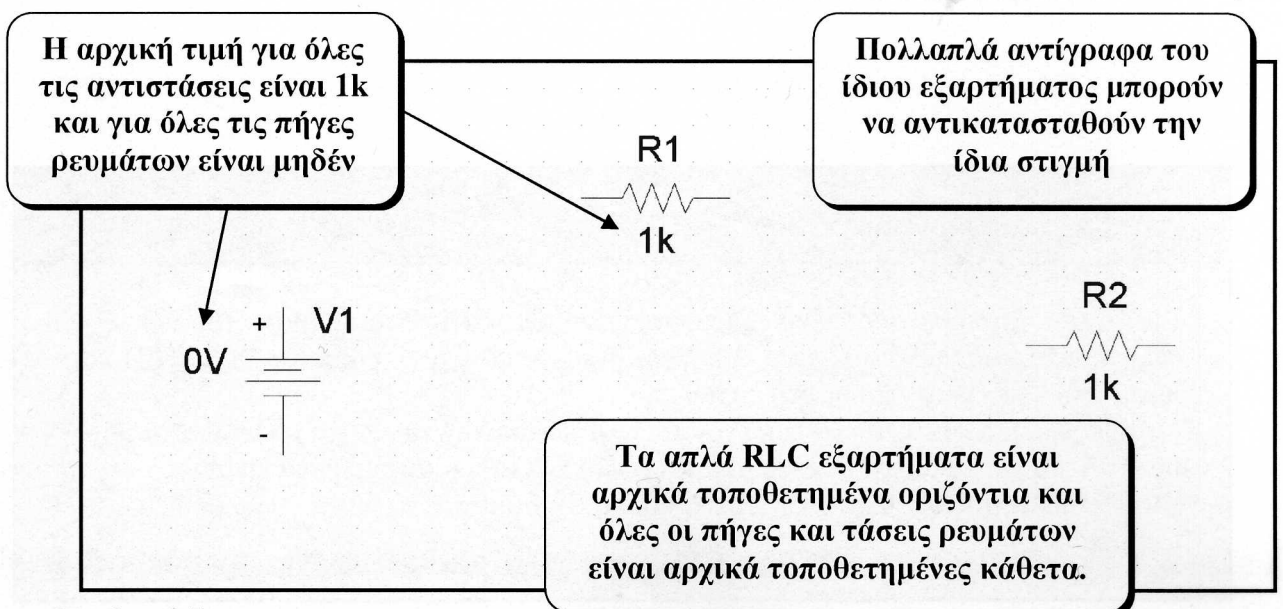 Η αρχική τιμή για όλες
τις αντιστάσεις είναι 1k
και για όλες τις πήγες
ρευμάτων είναι μηδέν
Πολλαπλά αντίγραφα του
ίδιου εξαρτήματος μπορούν
να αντικατασταθούν την
ίδια στιγμή
R1
1k
R2
1k
+ V1
0V
-
Τα απλά RLC εξαρτήματα είναι
αρχικά τοποθετημένα οριζόντια και
όλες οι πήγες και τάσεις ρευμάτων
είναι αρχικά τοποθετημένες κάθετα.